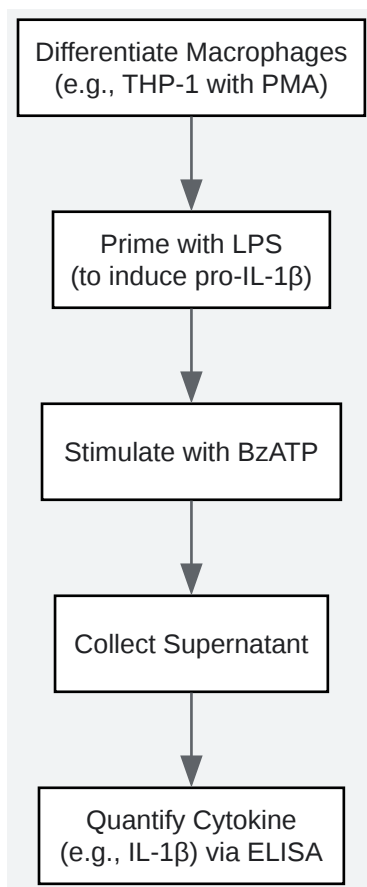 Differentiate Macrophages
(e.g., THP-1 with PMA)
Prime with LPS
(to induce pro-IL-1β)
Stimulate with BzATP
Collect Supernatant
Quantify Cytokine
(e.g., IL-1β) via ELISA